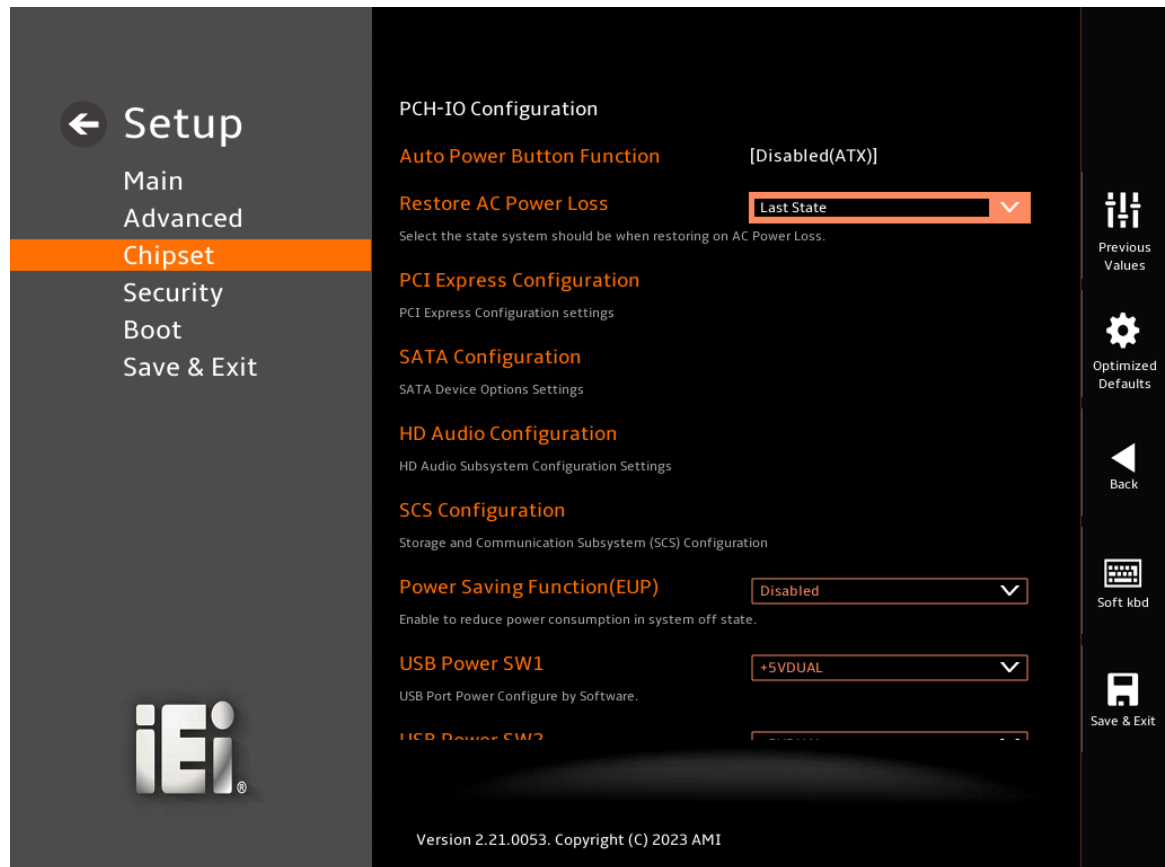 Setup
Main
Advanced
Chipset
Security
Boot
Save & Exit
iEi
®
PCH-IO Configuration
Auto Power Button Function [Disabled(ATX)]
Restore AC Power Loss Last State
Select the state system should be when restoring on AC Power Loss.
PCI Express Configuration
PCI Express Configuration settings
SATA Configuration
SATA Device Options Settings
HD Audio Configuration
HD Audio Subsystem Configuration Settings
SCS Configuration
Storage and Communication Subsystem (SCS) Configuration
Power Saving Function(EUP) Disabled
Enable to reduce power consumption in system off state.
USB Power SW1 +5VDUAL
USB Port Power Configure by Software.
USB Power SW2
Version 2.21.0053. Copyright (C) 2023 AMI
Previous
Values
Optimized
Defaults
Back
Soft kbd
Save & Exit